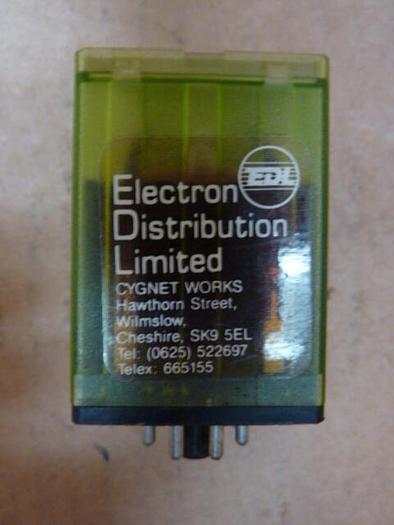 EDL
Electron
Distribution
Limited
CYGNET WORKS
Hawthorn Street,
Wilmslow,
Cheshire, SK9 5EL
Tel: (0625) 522697
Telex: 665155